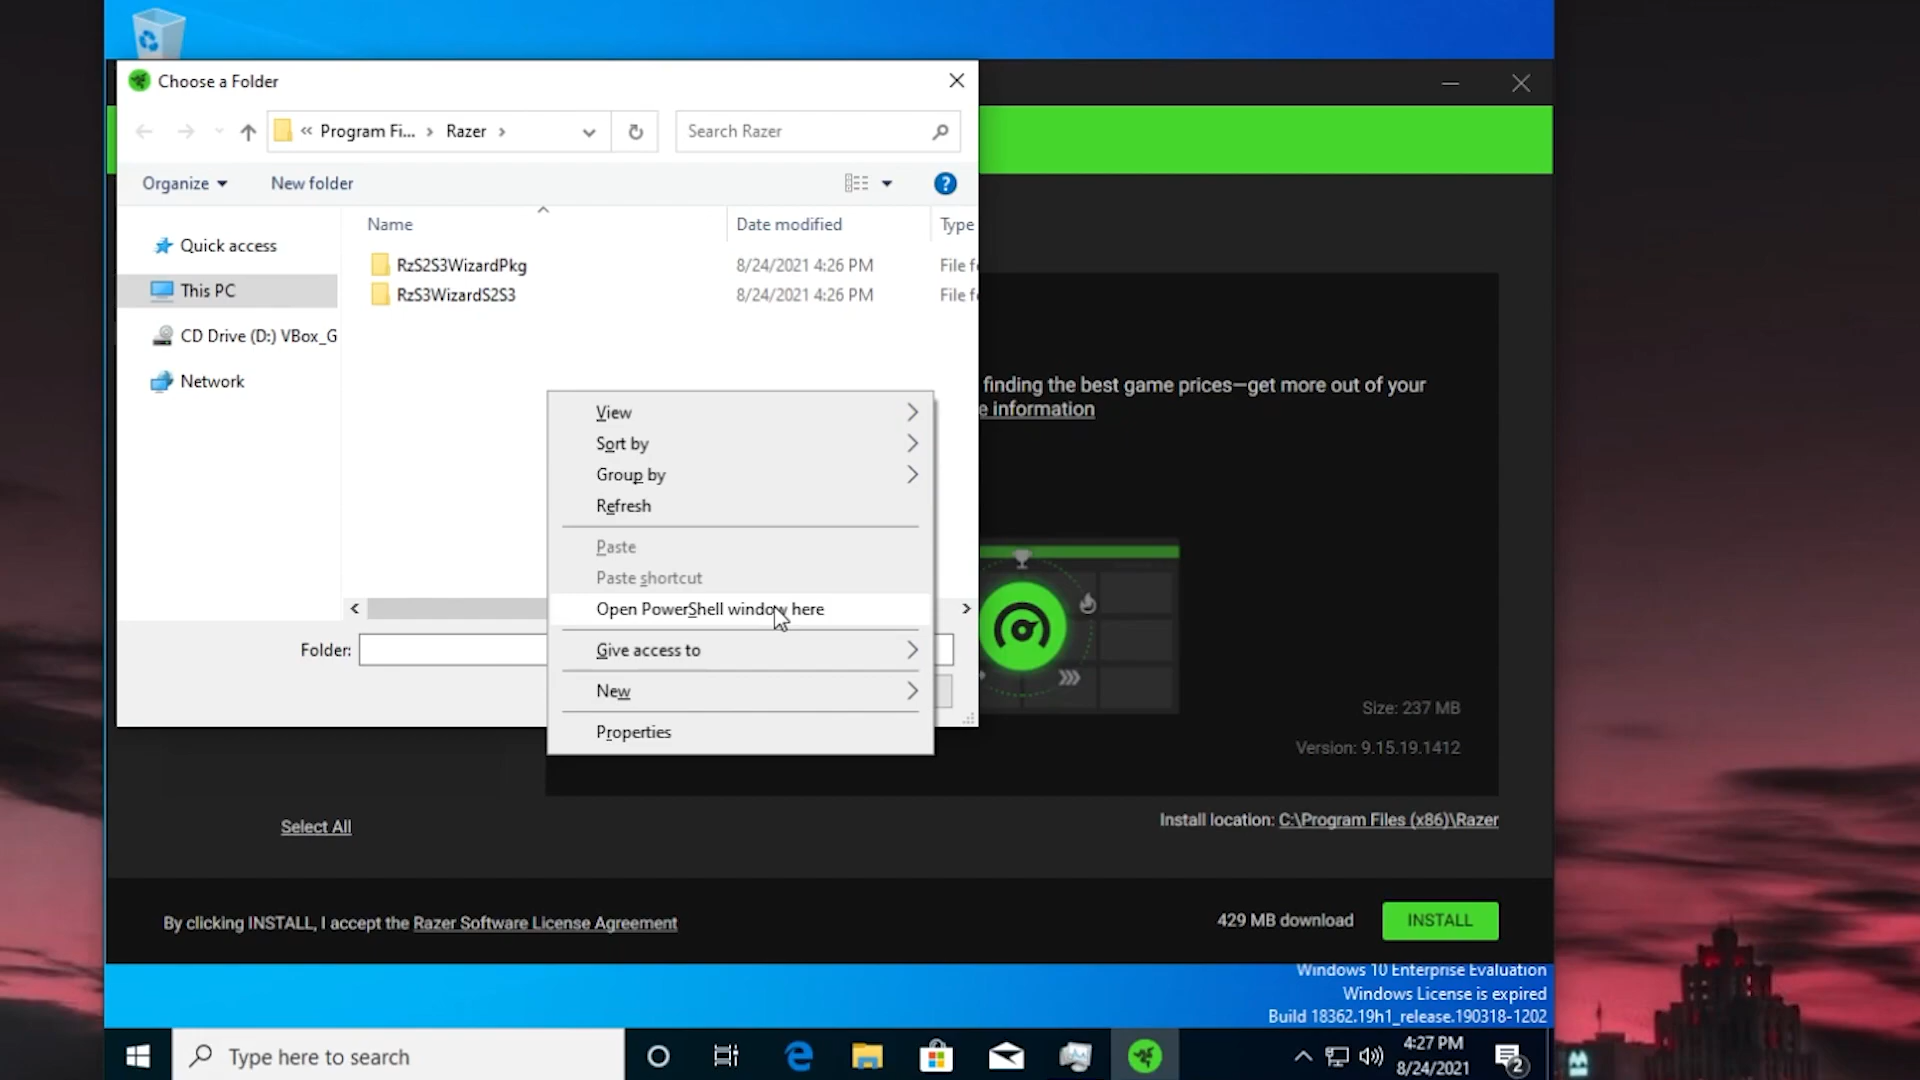 Choose a Folder
« Program Fi... › Razer ›
Search Razer
Organize
New folder
?
Name
Date modified
Type
Quick access
This PC
CD Drive (D:) VBox_G
Network
RzS2S3WizardPkg
8/24/2021 4:26 PM
File f
RzS3WizardS2S3
8/24/2021 4:26 PM
File f
View
Sort by
Group by
Refresh
Paste
Paste shortcut
Open PowerShell window here
Give access to
New
Properties
Folder:
finding the best game prices—get more out of your
e information
Size: 237 MB
Version: 9.15.19.1412
Select All
Install location: C:\Program Files (x86)\Razer
By clicking INSTALL, I accept the Razer Software License Agreement
429 MB download
INSTALL
Windows 10 Enterprise Evaluation
Windows License is expired
Build 18362.19h1_release.190318-1202
Type here to search
4:27 PM
8/24/2021
2